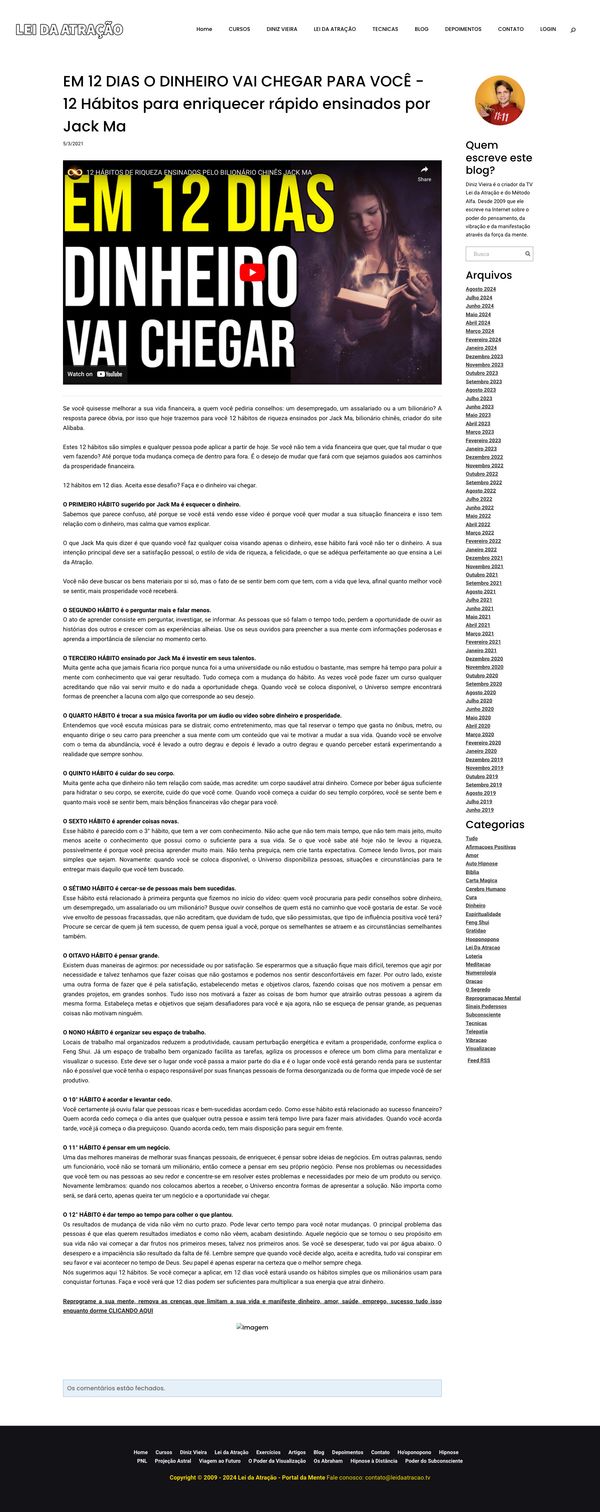 LEI DA ATRAÇÃO
Home CURSOS DINIZ VIEIRA LEI DA ATRAÇÃO TECNICAS BLOG DEPOIMENTOS CONTATO LOGIN
EM 12 DIAS O DINHEIRO VAI CHEGAR PARA VOCÊ -
12 Hábitos para enriquecer rápido ensinados por
Jack Ma
5/3/2021
12 HÁBITOS DE RIQUEZA ENSINADOS PELO BILIONÁRIO CHINÊS JACK MA
Share
EM 12 DIAS
DINHEIRO
VAI CHEGAR
Watch on YouTube
Se você quisesse melhorar a sua vida financeira, a quem você pediria conselhos: um desempregado, um assalariado ou a um bilionário? A
resposta parece óbvia, por isso que hoje trazemos para você 12 hábitos de riqueza ensinados por Jack Ma, bilionário chinês, criador do site
Alibaba.
Estes 12 hábitos são simples e qualquer pessoa pode aplicar a partir de hoje. Se você não tem a vida financeira que quer, que tal mudar o que
vem fazendo? Até porque toda mudança começa de dentro para fora. É o desejo de mudar que fará com que sejamos guiados aos caminhos
da prosperidade financeira.
12 hábitos em 12 dias. Aceita esse desafio? Faça e o dinheiro vai chegar.
O PRIMEIRO HÁBITO sugerido por Jack Ma é esquecer o dinheiro.
Sabemos que parece confuso, até porque se você está vendo esse vídeo é porque você quer mudar a sua situação financeira e isso tem
relação com o dinheiro, mas calma que vamos explicar.
O que Jack Ma quis dizer é que quando você faz qualquer coisa visando apenas o dinheiro, esse hábito fará você não ter o dinheiro. A sua
intenção principal deve ser a satisfação pessoal, o estilo de vida de riqueza, a felicidade, o que se adéqua perfeitamente ao que ensina a Lei
da Atração.
Você não deve buscar os bens materiais por si só, mas o fato de se sentir bem com que tem, com a vida que leva, afinal quanto melhor você
se sentir, mais prosperidade você receberá.
O SEGUNDO HÁBITO é o perguntar mais e falar menos.
O ato de aprender consiste em perguntar, investigar, se informar. As pessoas que só falam o tempo todo, perdem a oportunidade de ouvir as
histórias dos outros e crescer com as experiências alheias. Use os seus ouvidos para preencher a sua mente com informações poderosas e
aprenda a importância de silenciar no momento certo.
O TERCEIRO HÁBITO ensinado por Jack Ma é investir em seus talentos.
Muita gente acha que jamais ficaria rico porque nunca foi a uma universidade ou não estudou o bastante, mas sempre há tempo para poluir a
mente com conhecimento que vai gerar resultado. Tudo começa com a mudança do hábito. As vezes você pode fazer um curso qualquer
acreditando que não vai servir muito e do nada a oportunidade chega. Quando você se coloca disponível, o Universo sempre encontrará
formas de preencher a lacuna com algo que corresponde ao seu desejo.
O QUARTO HÁBITO é trocar a sua música favorita por um áudio ou vídeo sobre dinheiro e prosperidade.
Entendemos que você escuta músicas para se distrair, como entretenimento, mas que tal reservar o tempo que gasta no ônibus, metro, ou
enquanto dirige o seu carro para preencher a sua mente com um conteúdo que vai te motivar a mudar a sua vida. Quando você se envolve
com o tema da abundância, você é levado a outro degrau e depois é levado a outro degrau e quando perceber estará experimentando a
realidade que sempre sonhou.
O QUINTO HÁBITO é cuidar do seu corpo.
Muita gente acha que dinheiro não tem relação com saúde, mas acredite: um corpo saudável atrai dinheiro. Comece por beber água suficiente
para hidratar o seu corpo, se exercite, cuide do que você come. Quando você começa a cuidar do seu templo corpóreo, você se sente bem e
quanto mais você se sentir bem, mais bênçãos financeiras vão chegar para você.
O SEXTO HÁBITO é aprender coisas novas.
Esse hábito é parecido com o 3° hábito, que tem a ver com conhecimento. Não ache que não tem mais tempo, que não tem mais jeito, muito
menos aceite o conhecimento que possui como o suficiente para a sua vida. Se o que você sabe até hoje não te levou a riqueza,
possivelmente é porque você precisa aprender muito mais. Não tenha preguiça, nem crie tanta expectativa. Comece lendo livros, por mais
simples que sejam. Novamente: quando você se coloca disponível, o Universo disponibiliza pessoas, situações e circunstâncias para te
entregar mais daquilo que você tem buscado.
O SÉTIMO HÁBITO é cercar-se de pessoas mais bem sucedidas.
Esse hábito está relacionado à primeira pergunta que fizemos no início do vídeo: quem você procuraria para pedir conselhos sobre dinheiro,
um desempregado, um assalariado ou um milionário? Busque ouvir conselhos de quem está no caminho que você gostaria de estar. Se você
vive envolto de pessoas fracassadas, que não acreditam, que duvidam de tudo, que são pessimistas, que tipo de influência positiva você terá?
Procure se cercar de quem já tem sucesso, de quem pensa igual a você, porque os semelhantes se atraem e as circunstâncias semelhantes
também.
O OITAVO HÁBITO é pensar grande.
Existem duas maneiras de agirmos: por necessidade ou por satisfação. Se esperarmos que a situação fique mais difícil, teremos que agir por
necessidade e talvez tenhamos que fazer coisas que não gostamos e podemos nos sentir desconfortáveis em fazer. Por outro lado, existe
uma outra forma de fazer que é pela satisfação, estabelecendo metas e objetivos claros, fazendo coisas que nos motivem a pensar em
grandes projetos, em grandes sonhos. Tudo isso nos motivará a fazer as coisas de bom humor que atrairão outras pessoas a agirem da
mesma forma. Estabeleça metas e objetivos que sejam desafiadores para você e aja agora, não se esqueça de pensar grande, as pequenas
coisas não motivam ninguém.
O NONO HÁBITO é organizar seu espaço de trabalho.
Locais de trabalho mal organizados reduzem a produtividade, causam perturbação energética e evitam a prosperidade, conforme explica o
Feng Shui. Já um espaço de trabalho bem organizado facilita as tarefas, agiliza os processos e oferece um bom clima para mentalizar e
visualizar o sucesso. Este deve ser o lugar onde você passa a maior parte do dia e é o lugar onde você está gerando renda para se sustentar
não é possível que você tenha o espaço responsável por suas finanças pessoais de forma desorganizada ou de forma que impede você de ser
produtivo.
O 10° HÁBITO é acordar e levantar cedo.
Você certamente já ouviu falar que pessoas ricas e bem-sucedidas acordam cedo. Como esse hábito está relacionado ao sucesso financeiro?
Quem acorda cedo começa o dia antes que qualquer outra pessoa e assim terá tempo livre para fazer mais atividades. Quando você acorda
tarde, você já começa o dia preguiçoso. Quando acorda cedo, tem mais disposição para seguir em frente.
O 11° HÁBITO é pensar em um negócio.
Uma das melhores maneiras de melhorar suas finanças pessoais, de enriquecer, é pensar sobre ideias de negócios. Em outras palavras, sendo
um funcionário, você não se tornará um milionário, então comece a pensar em seu próprio negócio. Pense nos problemas ou necessidades
que você tem ou nas pessoas ao seu redor e concentre-se em resolver estes problemas e necessidades por meio de um produto ou serviço.
Novamente lembramos: quando nos colocamos abertos a receber, o Universo encontra formas de apresentar a solução. Não importa como
será, se dará certo, apenas queira ter um negócio e a oportunidade vai chegar.
O 12° HÁBITO é dar tempo ao tempo para colher o que plantou.
Os resultados de mudança de vida não vêm no curto prazo. Pode levar certo tempo para você notar mudanças. O principal problema das
pessoas é que elas querem resultados imediatos e como não vêem, acabam desistindo. Aquele negócio que se tornou o seu propósito em
sua vida não vai começar a dar frutos nos primeiros meses, talvez nos primeiros anos. Se você se desesperar, tudo vai por água abaixo. O
desespero e a impaciência são resultado da falta de fé. Lembre sempre que quando você decide algo, aceita e acredita, tudo vai conspirar em
seu favor e vai acontecer no tempo de Deus. Seu papel é apenas esperar na certeza que o melhor sempre chega.
Nós sugerimos aqui 12 hábitos. Se você começar a aplicar, em 12 dias você estará usando os hábitos simples que os milionários usam para
conquistar fortunas. Faça e você verá que 12 dias podem ser suficientes para multiplicar a sua energia que atrai dinheiro.
Reprograme a sua mente, remova as crenças que limitam a sua vida e manifeste dinheiro, amor, saúde, emprego, sucesso tudo isso
enquanto dorme CLICANDO AQUI
Imagem
Os comentários estão fechados.
11:11
Quem
escreve este
blog?
Diniz Vieira é o criador da TV
Lei da Atração e do Método
Alfa. Desde 2009 que ele
escreve na Internet sobre o
poder do pensamento, da
vibração e da manifestação
através da força da mente.
Busca
Arquivos
Agosto 2024
Julho 2024
Junho 2024
Maio 2024
Abril 2024
Março 2024
Fevereiro 2024
Janeiro 2024
Dezembro 2023
Novembro 2023
Outubro 2023
Setembro 2023
Agosto 2023
Julho 2023
Junho 2023
Maio 2023
Abril 2023
Março 2023
Fevereiro 2023
Janeiro 2023
Dezembro 2022
Novembro 2022
Outubro 2022
Setembro 2022
Agosto 2022
Julho 2022
Junho 2022
Maio 2022
Abril 2022
Março 2022
Fevereiro 2022
Janeiro 2022
Dezembro 2021
Novembro 2021
Outubro 2021
Setembro 2021
Agosto 2021
Julho 2021
Junho 2021
Maio 2021
Abril 2021
Março 2021
Fevereiro 2021
Janeiro 2021
Dezembro 2020
Novembro 2020
Outubro 2020
Setembro 2020
Agosto 2020
Julho 2020
Junho 2020
Maio 2020
Abril 2020
Março 2020
Fevereiro 2020
Janeiro 2020
Dezembro 2019
Novembro 2019
Outubro 2019
Setembro 2019
Agosto 2019
Julho 2019
Junho 2019
Categorias
Tudo
Afirmacoes Positivas
Amor
Auto Hipnose
Biblia
Carta Magica
Cerebro Humano
Cura
Dinheiro
Espiritualidade
Feng Shui
Gratidao
Hooponopono
Lei Da Atracao
Loteria
Meditacao
Numerologia
Oracao
O Segredo
Reprogramacao Mental
Sinais Poderosos
Subconsciente
Tecnicas
Telepatia
Vibracao
Visualizacao
Feed RSS
Home Cursos Diniz Vieira Lei da Atração Exercícios Artigos Blog Depoimentos Contato Ho'oponopono Hipnose
PNL Projeção Astral Viagem ao Futuro O Poder da Visualização Os Abraham Hipnose à Distância Poder do Subconsciente
Copyright © 2009 - 2024 Lei da Atração - Portal da Mente Fale conosco: contato@leidaatracao.tv